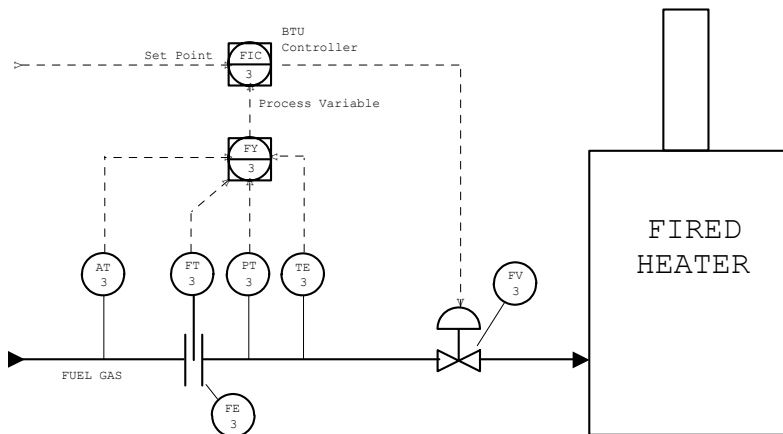 BTU
Controller
Set Point
FIC
3
Process Variable
FY
3
AT
3
FT
3
PT
3
TE
3
FV
3
FIRED
HEATER
FUEL GAS
FE
3